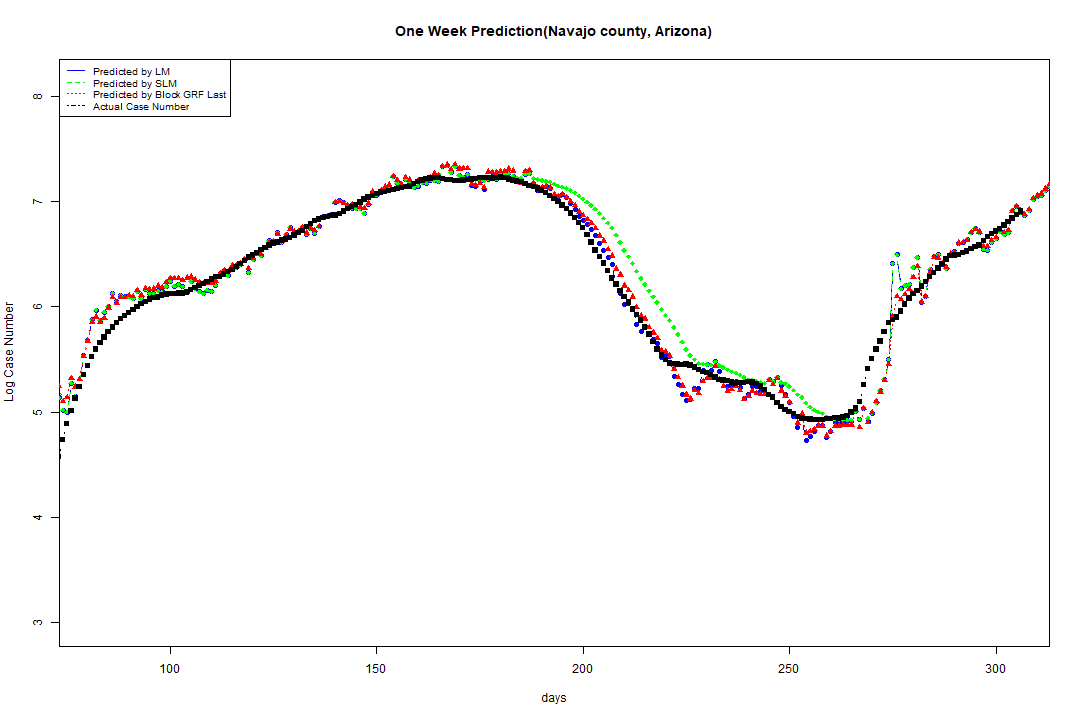 One Week Prediction(Navajo county, Arizona)
Predicted by LM
Predicted by SLM
Predicted by Block GRF Last
Actual Case Number
8
7
6
5
4
3
Log Case Number
100 150 200 250 300
days